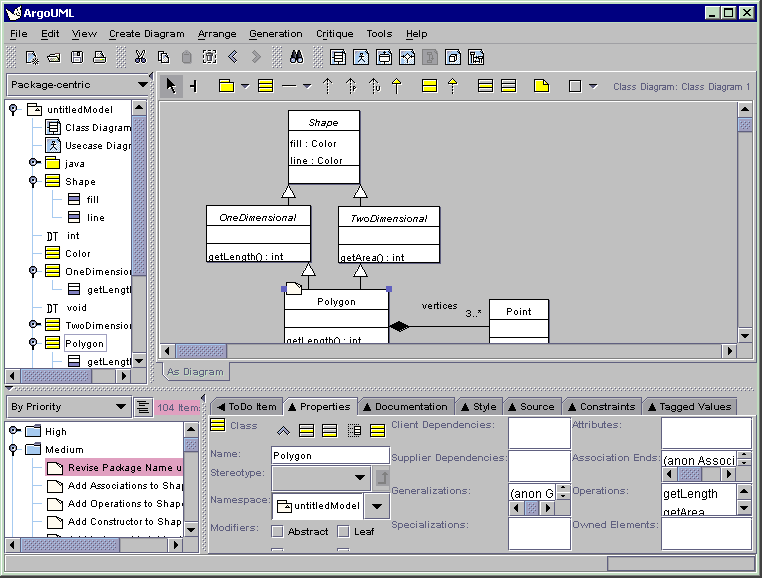 ArgoUML
File Edit View Create Diagram Arrange Generation Critique Tools Help
Package-centric
Class Diagram: Class Diagram 1
untitledModel
Class Diagram
Usecase Diagr
java
Shape
fill
line
DT int
Color
OneDimension
getLengt
DT void
TwoDimension
Polygon
getLengt
Shape
fill : Color
line : Color
OneDimensional
getLength() : int
TwoDimensional
getArea() : int
Polygon
getLength() : int
vertices
3..*
Point
As Diagram
By Priority
104 Items
High
Medium
Revise Package Name u
Add Associations to Shap
Add Operations to Shape
Add Constructor to Shap
ToDo Item Properties Documentation Style Source Constraints Tagged Values
Class
Name: Polygon
Stereotype:
Namespace: untitledModel
Modifiers: Abstract Leaf
Client Dependencies:
Supplier Dependencies:
Generalizations: (anon G
Specializations:
Attributes:
Association Ends: (anon Associ
Operations: getLength
getArea
Owned Elements: